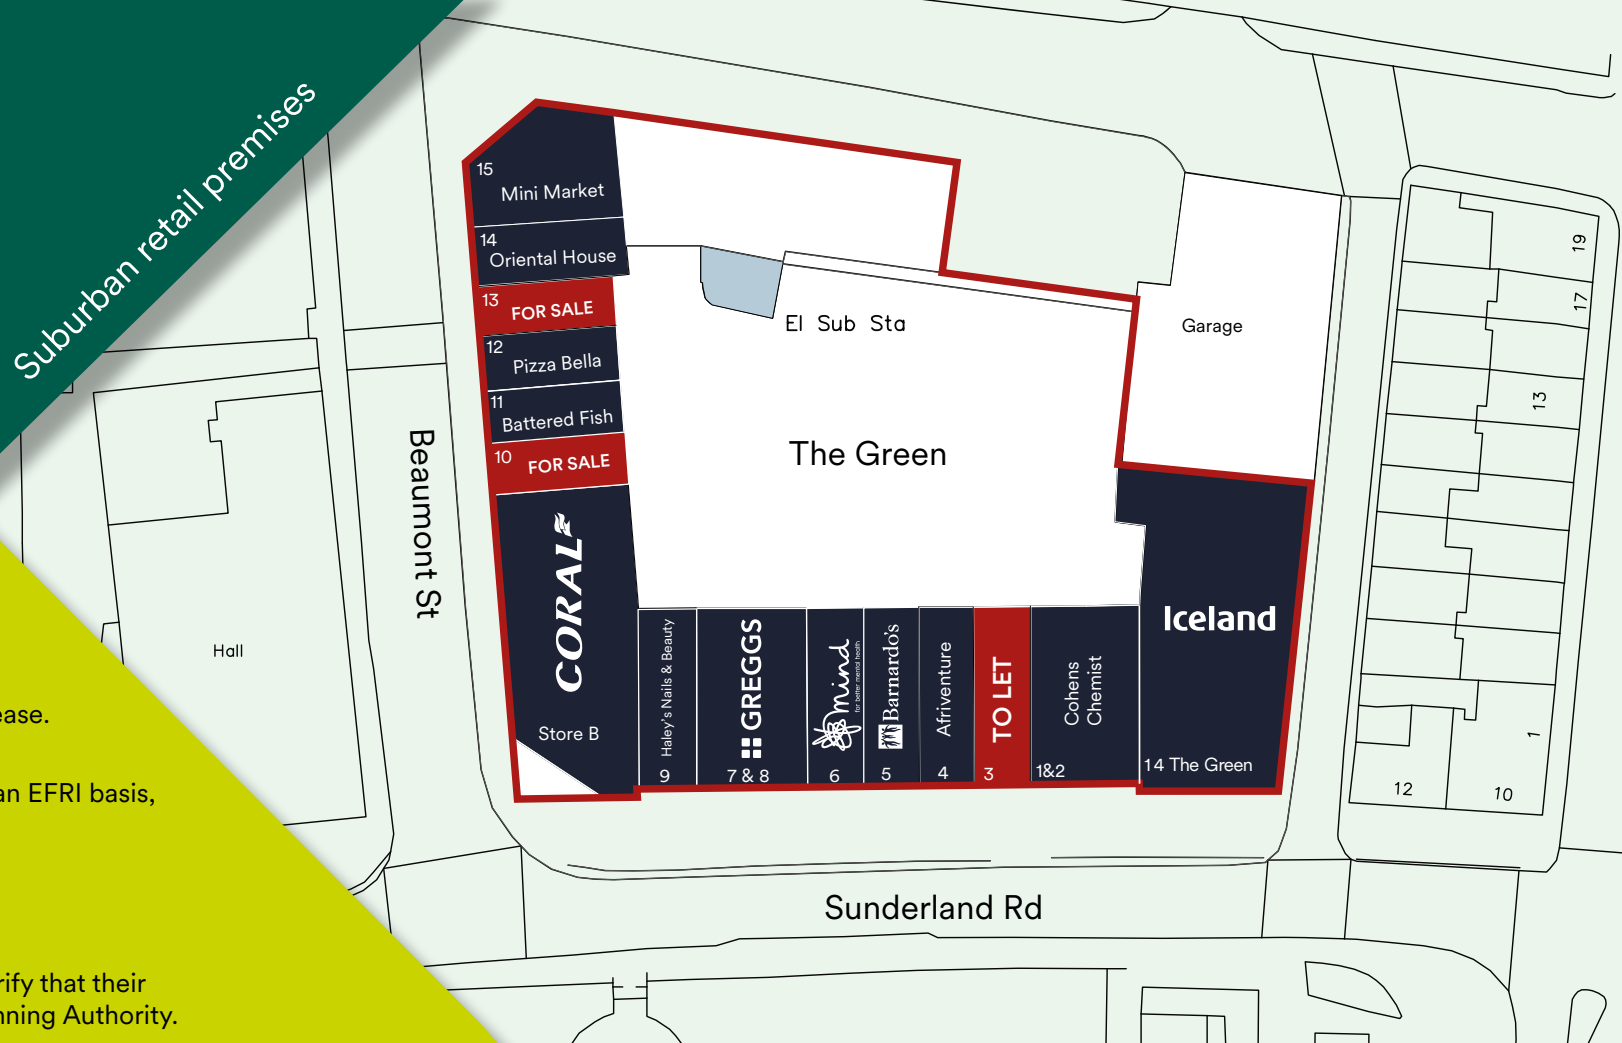 Suburban retail premises
15
Mini Market
14
Oriental House
13
FOR SALE
12
Pizza Bella
11
Battered Fish
10
FOR SALE
CORAL
Store B
Beaumont St
Hall
El Sub Sta
The Green
Garage
Haley's Nails & Beauty
9
GREGGS
7 & 8
mind
for better mental health
6
Barnardo's
5
Afriventure
4
TO LET
3
Cohens
Chemist
1&2
Iceland
14 The Green
19
17
13
1
12
10
Sunderland Rd
ease.
an EFRI basis,
rify that their
nning Authority.